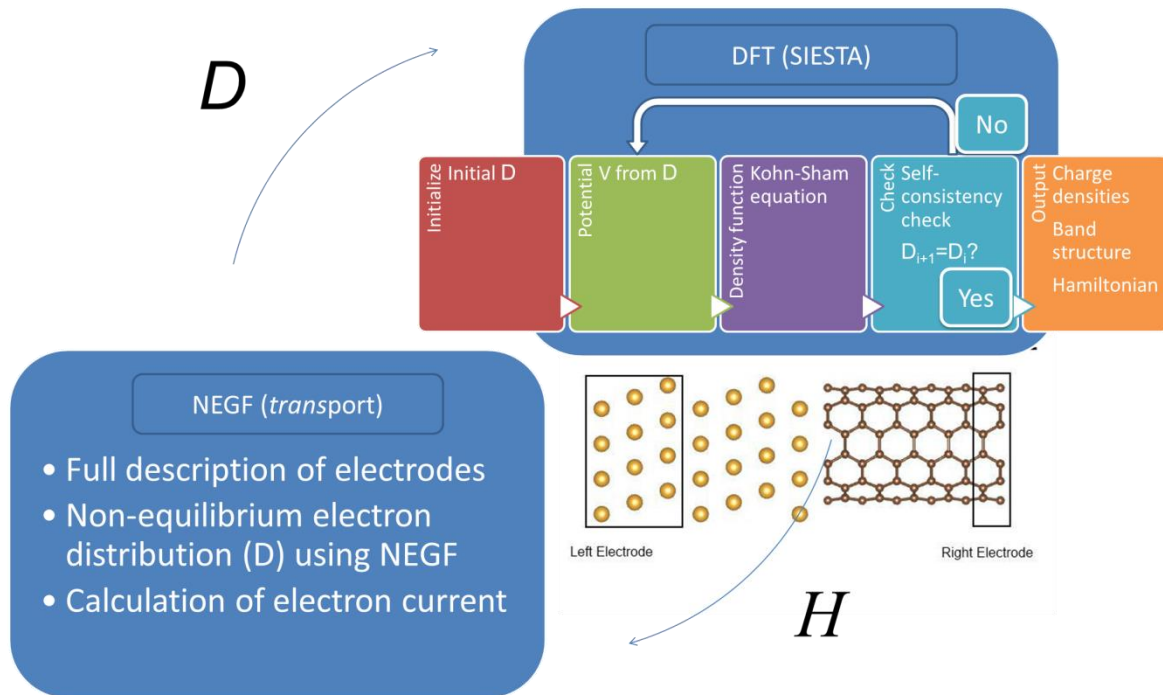 D
DFT (SIESTA)
No
Initialize
Initial D
Potential
V from D
Density function
Kohn-Sham
equation
Check
Self-
consistency
check
D_{i+1}=D_i?
Yes
Output
Charge
densities
Band
structure
Hamiltonian
NEGF (transport)
• Full description of electrodes
• Non-equilibrium electron
distribution (D) using NEGF
• Calculation of electron current
Left Electrode
Right Electrode
H